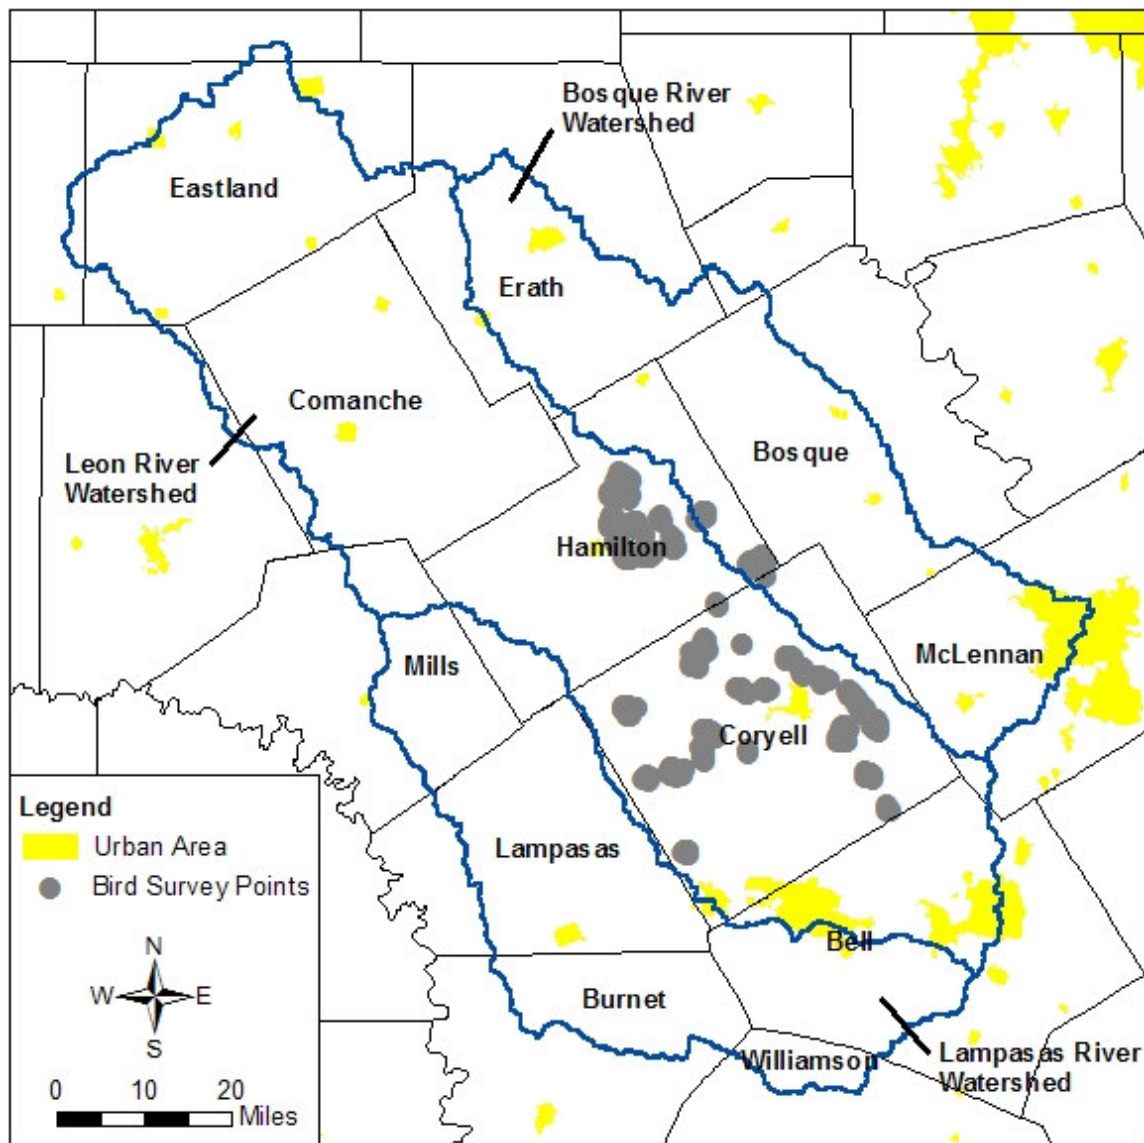 Bosque River
Watershed
Eastland
Erath
Comanche
Bosque
Leon River
Watershed
Hamilton
McLennan
Mills
Coryell
Legend
Urban Area
Bird Survey Points
Lampasas
N
W
E
S
Bell
Burnet
Williamson
Lampasas River
Watershed
0 10 20
Miles